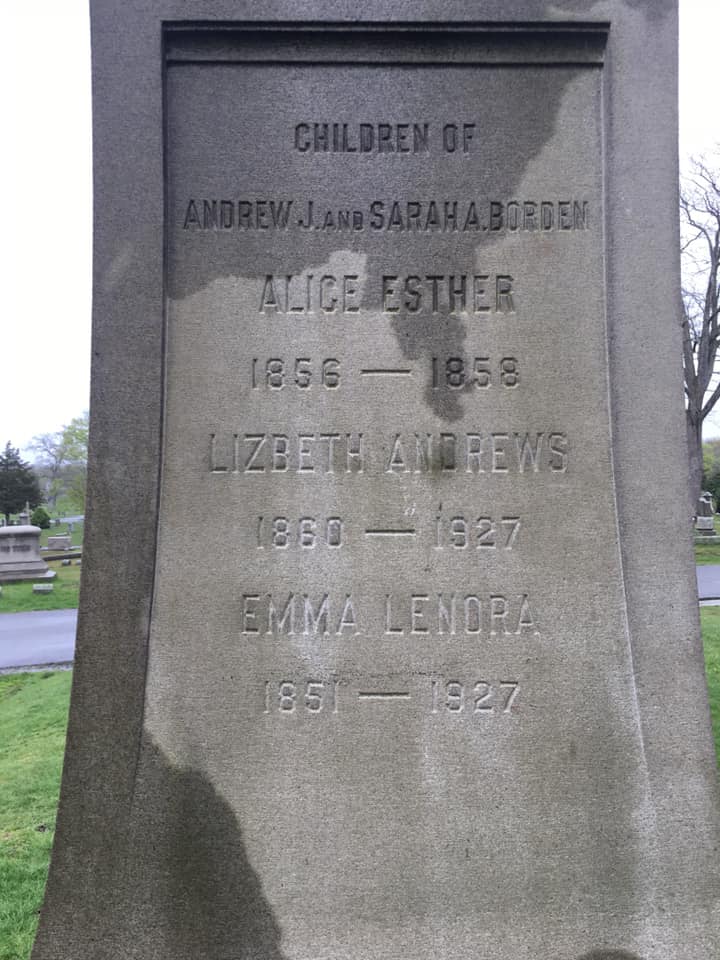 CHILDREN OF
ANDREW J. AND SARAH A. BORDEN
ALICE ESTHER
1856 — 1858
LIZBETH ANDREWS
1860 — 1927
EMMA LENORA
1851 — 1927